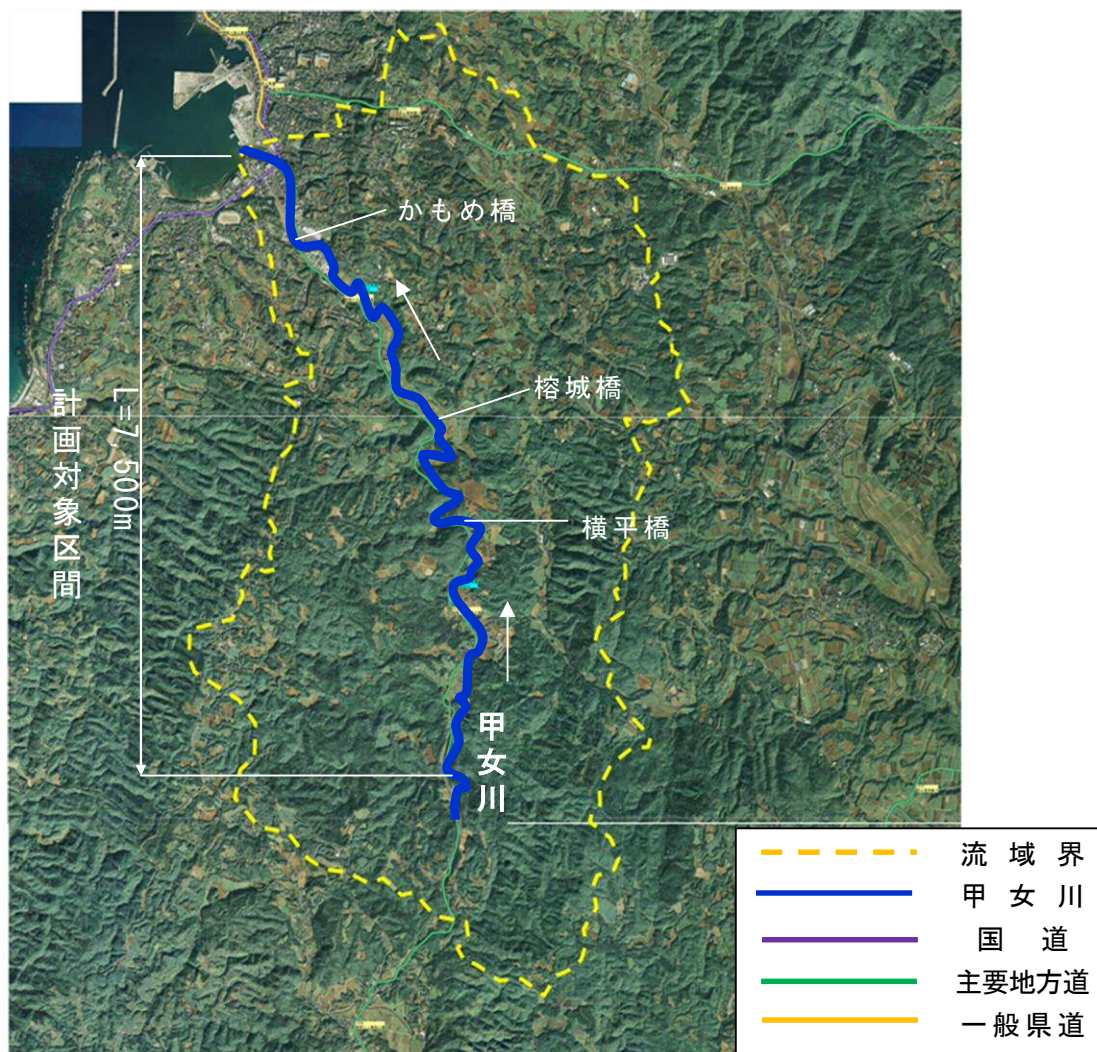 かもめ橋
榕城橋
横平橋
計画対象区間
L=7,500m
甲女川
流域界
甲女川
国道
主要地方道
一般県道